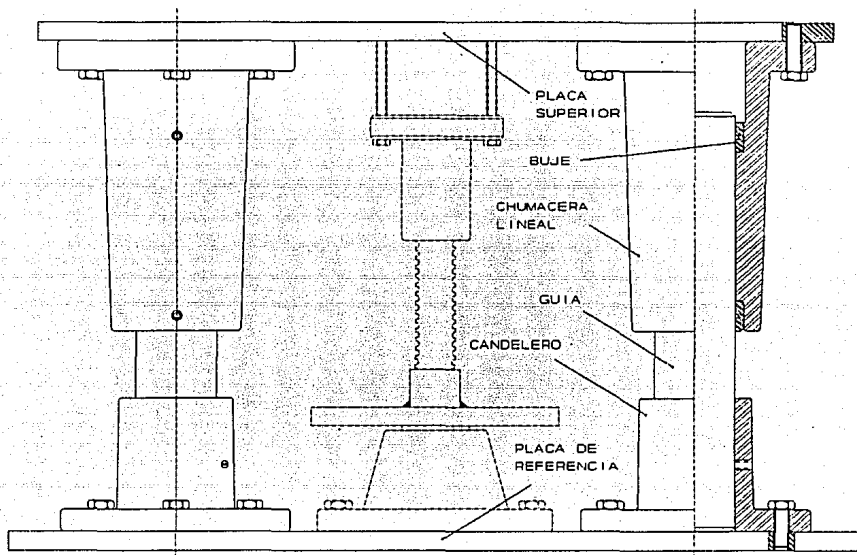 PLACA
SUPERIOR
BUJE
CHUMACERA
LINEAL
GUIA
CANDELERO
PLACA DE
REFERENCIA